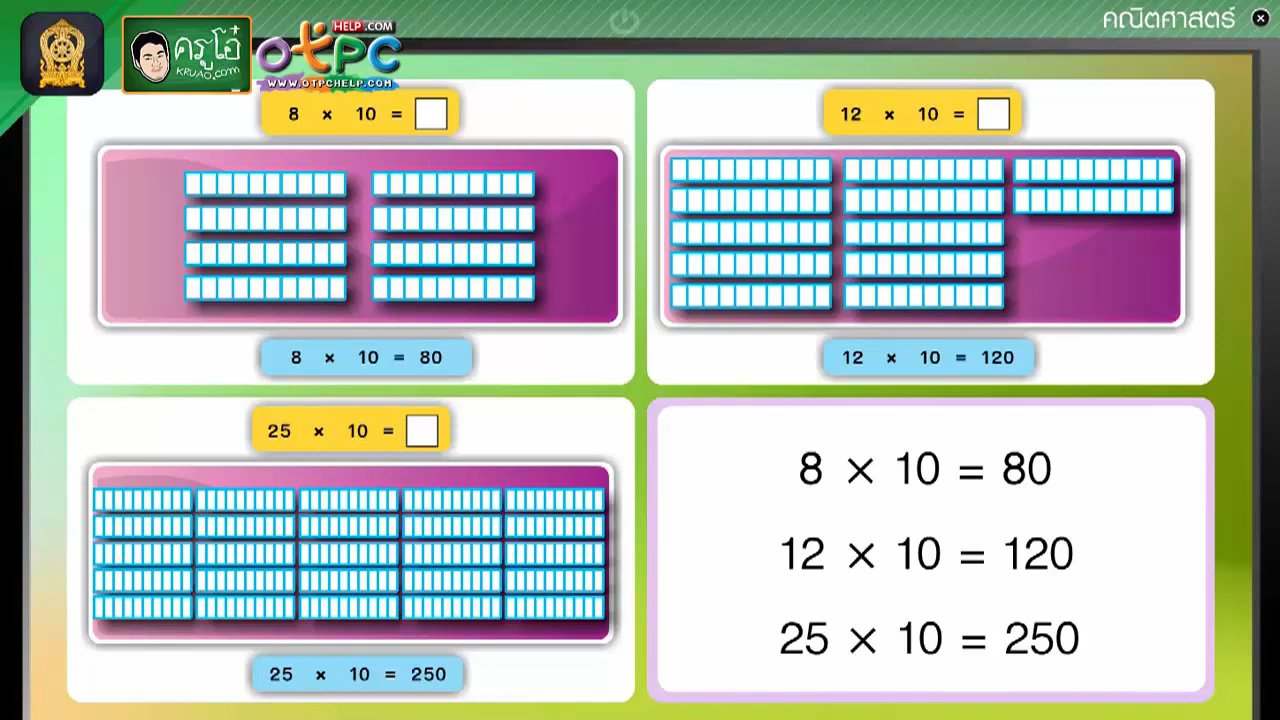 คณิตศาสตร์
ครูโอ๋
KRUAO.COM
HELP.COM
OTPC
WWW.OTPCHELP.COM
8 × 10 =
8 × 10 = 80
12 × 10 =
12 × 10 = 120
25 × 10 =
25 × 10 = 250
8 × 10 = 80
12 × 10 = 120
25 × 10 = 250